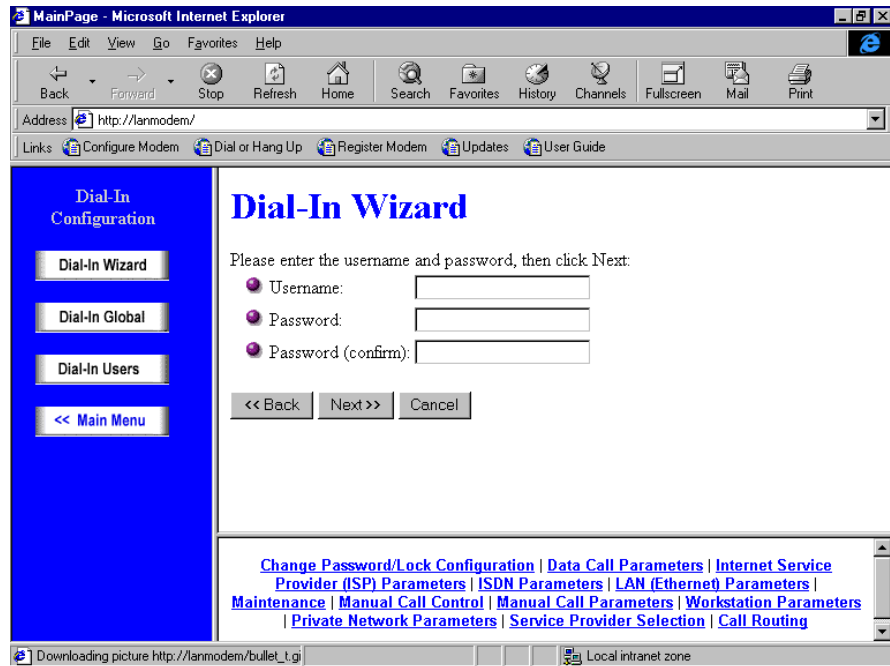 MainPage - Microsoft Internet Explorer
File Edit View Go Favorites Help
Back Forward Stop Refresh Home Search Favorites History Channels Fullscreen Mail Print
Address http://lanmodem/
Links Configure Modem Dial or Hang Up Register Modem Updates User Guide
Dial-In
Configuration
Dial-In Wizard
Dial-In Global
Dial-In Users
<< Main Menu
Dial-In Wizard
Please enter the username and password, then click Next:
Username:
Password:
Password (confirm):
<< Back Next >> Cancel
Change Password/Lock Configuration | Data Call Parameters | Internet Service
Provider (ISP) Parameters | ISDN Parameters | LAN (Ethernet) Parameters |
Maintenance | Manual Call Control | Manual Call Parameters | Workstation Parameters
| Private Network Parameters | Service Provider Selection | Call Routing
Downloading picture http://lanmodem/bullet_t.gi Local intranet zone